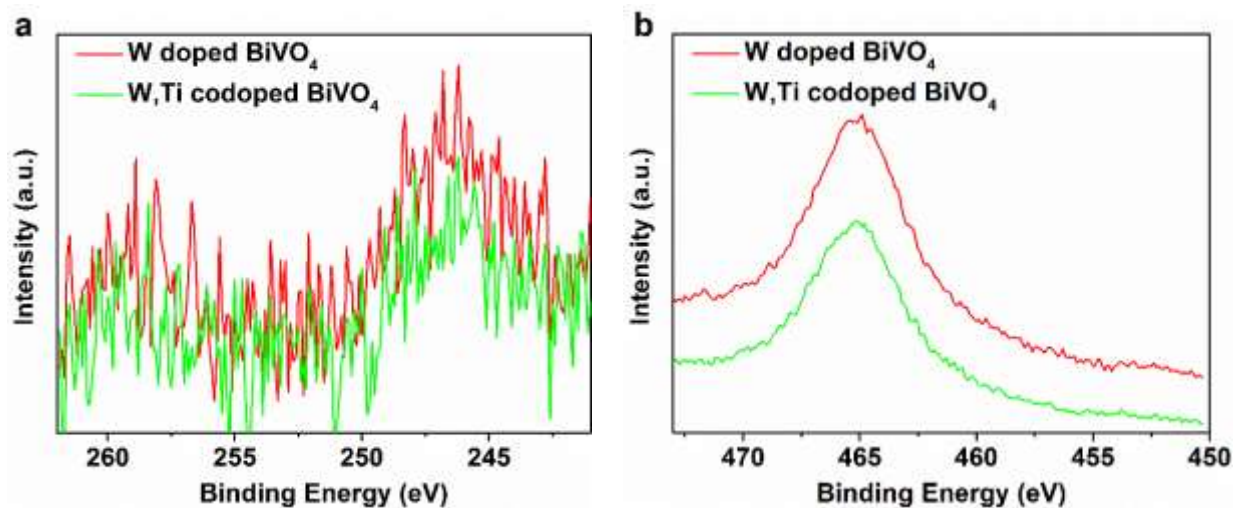 a
W doped BiVO₄
W,Ti codoped BiVO₄
Intensity (a.u.)
260 255 250 245
Binding Energy (eV)
b
W doped BiVO₄
W,Ti codoped BiVO₄
Intensity (a.u.)
470 465 460 455 450
Binding Energy (eV)